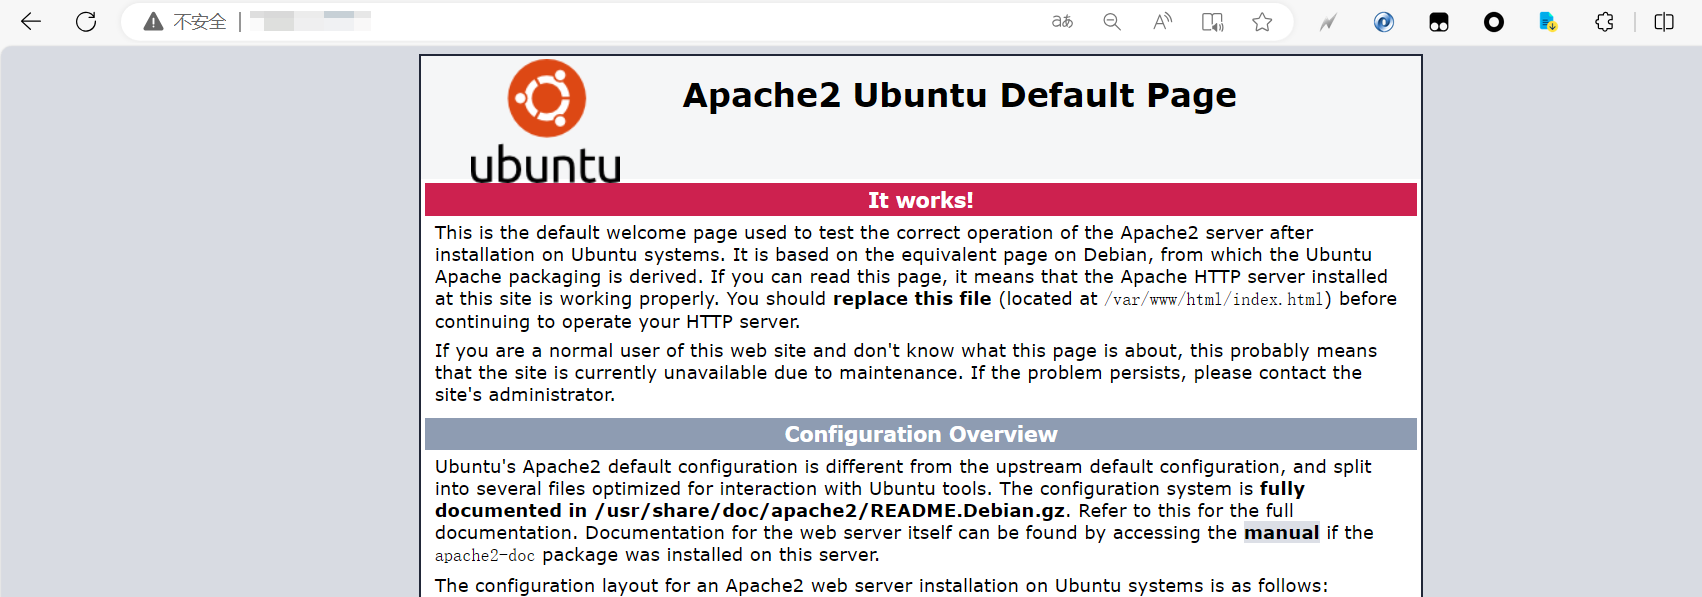 不安全
aあ
A
Apache2 Ubuntu Default Page
ubuntu
It works!
This is the default welcome page used to test the correct operation of the Apache2 server after
installation on Ubuntu systems. It is based on the equivalent page on Debian, from which the Ubuntu
Apache packaging is derived. If you can read this page, it means that the Apache HTTP server installed
at this site is working properly. You should replace this file (located at /var/www/html/index.html) before
continuing to operate your HTTP server.
If you are a normal user of this web site and don't know what this page is about, this probably means
that the site is currently unavailable due to maintenance. If the problem persists, please contact the
site's administrator.
Configuration Overview
Ubuntu's Apache2 default configuration is different from the upstream default configuration, and split
into several files optimized for interaction with Ubuntu tools. The configuration system is fully
documented in /usr/share/doc/apache2/README.Debian.gz. Refer to this for the full
documentation. Documentation for the web server itself can be found by accessing the manual if the
apache2-doc package was installed on this server.
The configuration layout for an Apache2 web server installation on Ubuntu systems is as follows: